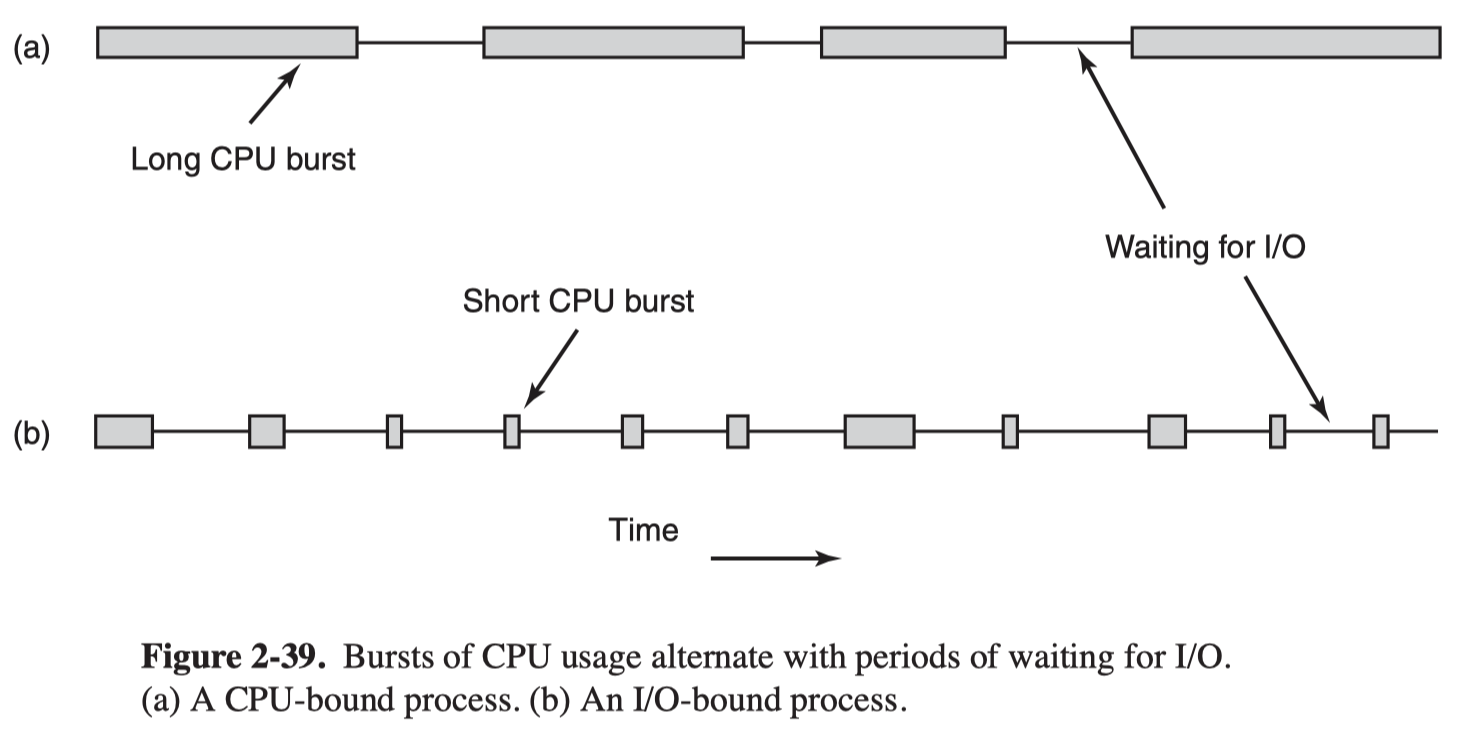 (a)
Long CPU burst
Waiting for I/O
Short CPU burst
(b)
Time
Figure 2-39. Bursts of CPU usage alternate with periods of waiting for I/O.
(a) A CPU-bound process. (b) An I/O-bound process.